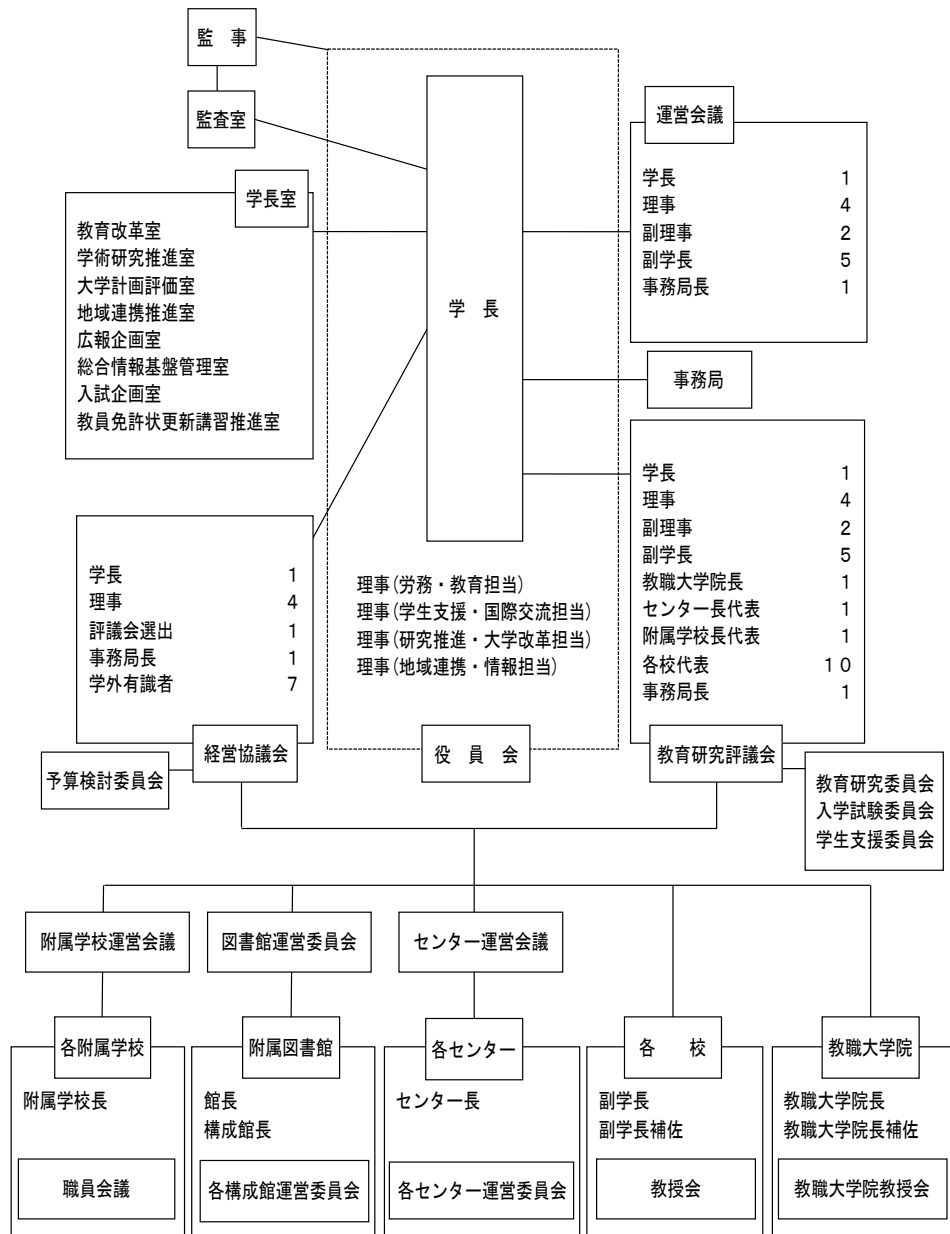 監　事
監査室
運営会議
学長 1
理事 4
副理事 2
副学長 5
事務局長 1
学長室
教育改革室
学術研究推進室
大学計画評価室
地域連携推進室
広報企画室
総合情報基盤管理室
入試企画室
教員免許状更新講習推進室
学　長
事務局
学長 1
理事 4
副理事 2
副学長 5
教職大学院長 1
センター長代表 1
附属学校長代表 1
各校代表 １０
事務局長 1
教育研究評議会
学長 1
理事 4
評議会選出 1
事務局長 1
学外有識者 7
経営協議会
理事(労務・教育担当)
理事(学生支援・国際交流担当)
理事(研究推進・大学改革担当)
理事(地域連携・情報担当)
役　員　会
予算検討委員会
教育研究委員会
入学試験委員会
学生支援委員会
附属学校運営会議
図書館運営委員会
センター運営会議
各附属学校
附属学校長
職員会議
附属図書館
館長
構成館長
各構成館運営委員会
各センター
センター長
各センター運営委員会
各　　校
副学長
副学長補佐
教授会
教職大学院
教職大学院長
教職大学院長補佐
教職大学院教授会